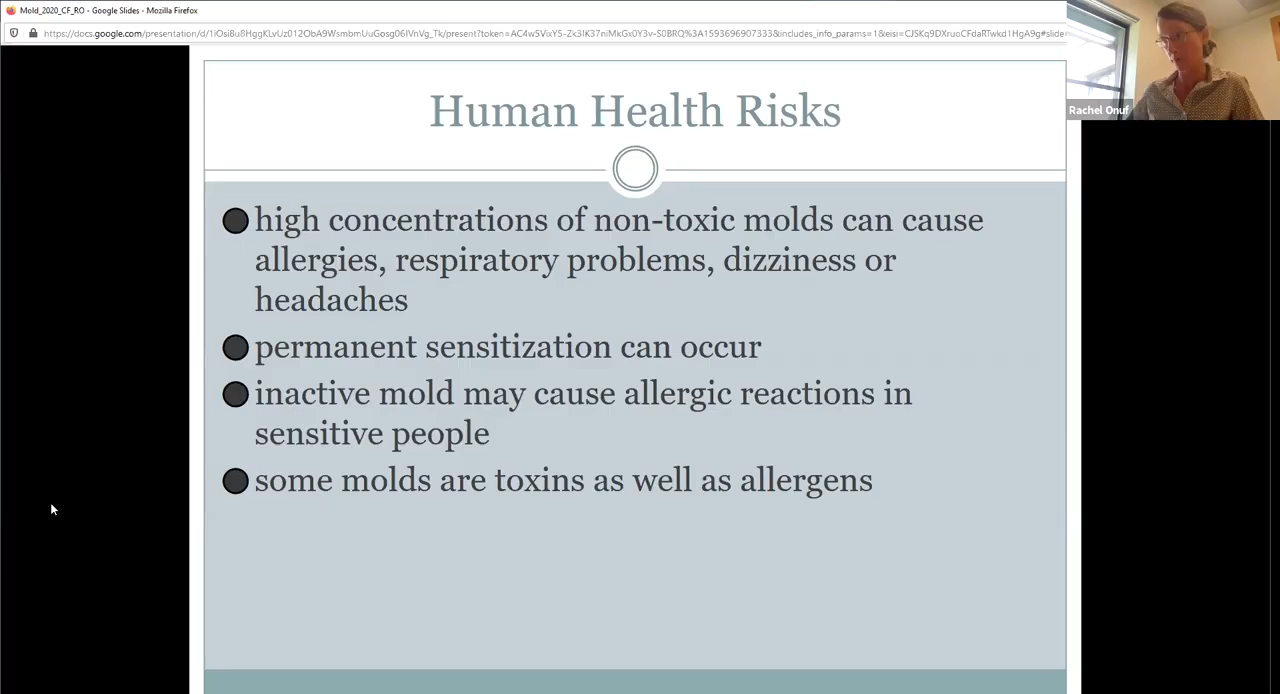 Mold_2020_CF_RO - Google Slides - Mozilla Firefox
https://docs.google.com/presentation/d/1iOsi8u8HggKLvUz012ObA9WsmbmUuGosg06IVnVg_Tk/present?token=AC4w5VixY5-Zx3lK37niMkGx0Y3v-S0BRQ%3A1593696907333&includes_info_params=1&eisi=CJSKq9DXruoCFdaRTwkd1HgA9g#slide=
Rachel Onuf
Human Health Risks
high concentrations of non-toxic molds can cause
allergies, respiratory problems, dizziness or
headaches
permanent sensitization can occur
inactive mold may cause allergic reactions in
sensitive people
some molds are toxins as well as allergens